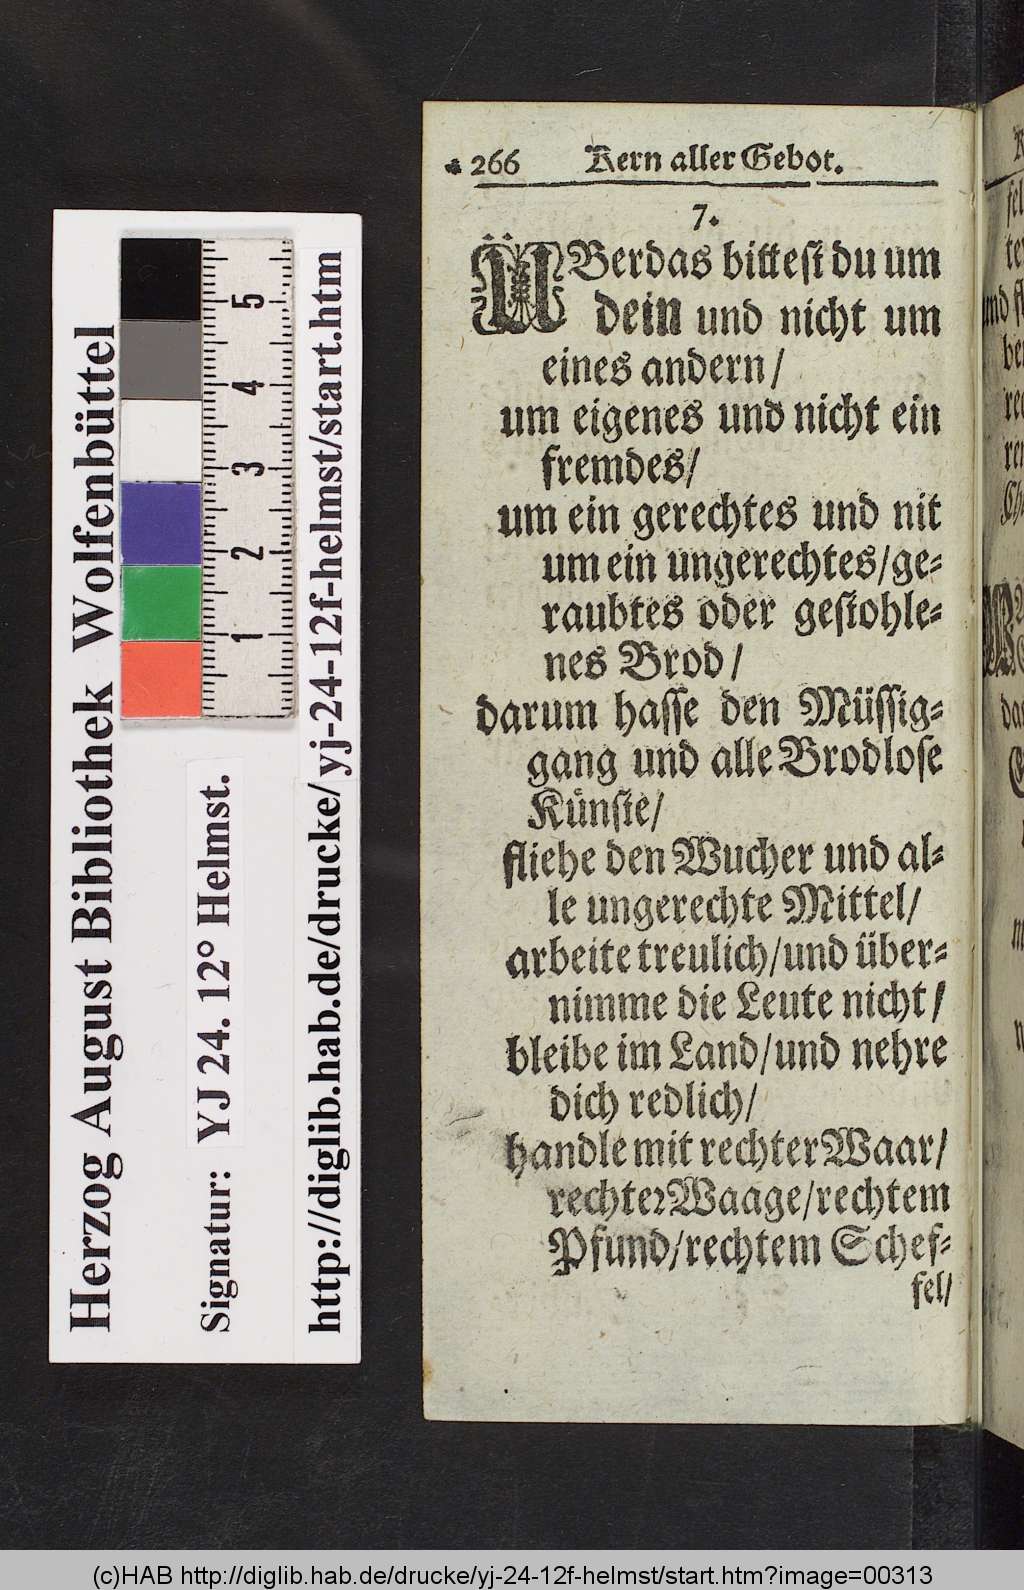 266 Kern aller Gebot.
7.
ÜBerdas bittest du um
dein und nicht um
eines andern/
um eigenes und nicht ein
fremdes/
um ein gerechtes und nit
um ein ungerechtes/ge=
raubtes oder gestohle=
nes Brod/
darum hasse den Müssig=
gang und alle Brodlose
Künste/
fliehe den Wucher und al=
le ungerechte Mittel/
arbeite treulich/und über=
nimme die Leute nicht/
bleibe im Land/und nehre
dich redlich/
handle mit rechter Waar/
rechter Waage/rechtem
Pfund/rechtem Schef=
fel/
Herzog August Bibliothek Wolfenbüttel
Signatur: YJ 24. 12° Helmst.
http://diglib.hab.de/drucke/yj-24-12f-helmst/start.htm
5
4
3
2
1
(c)HAB http://diglib.hab.de/drucke/yj-24-12f-helmst/start.htm?image=00313